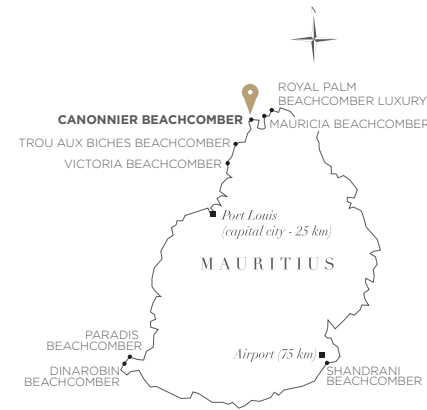 N
ROYAL PALM
BEACHCOMBER LUXURY
CANONNIER BEACHCOMBER
MAURICIA BEACHCOMBER
TROU AUX BICHES BEACHCOMBER
VICTORIA BEACHCOMBER
Port Louis
(capital city - 25 km)
MAURITIUS
PARADIS
BEACHCOMBER
Airport (75 km)
DINAROBIN
BEACHCOMBER
SHANDRANI
BEACHCOMBER